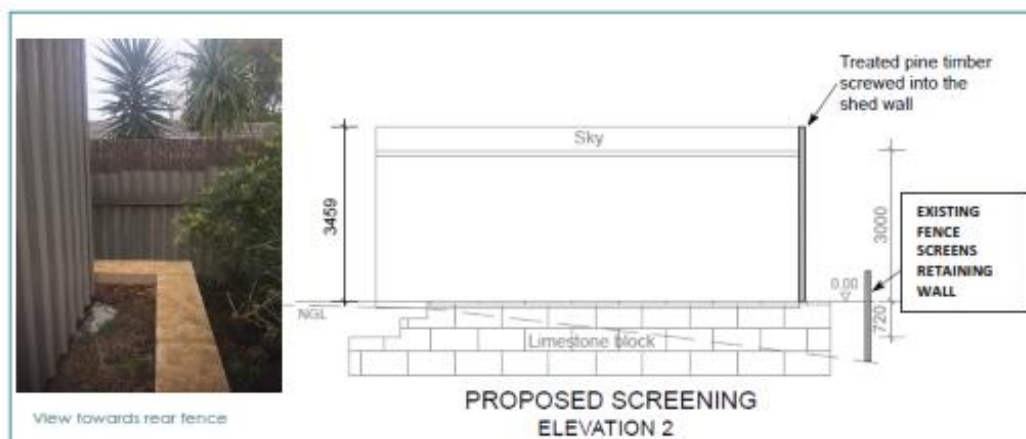 View towards rear fence
Treated pine timber
screwed into the
shed wall
Sky
3459
3000
EXISTING
FENCE
SCREENS
RETAINING
WALL
0.00
NGL
720
Limestone block
PROPOSED SCREENING
ELEVATION 2